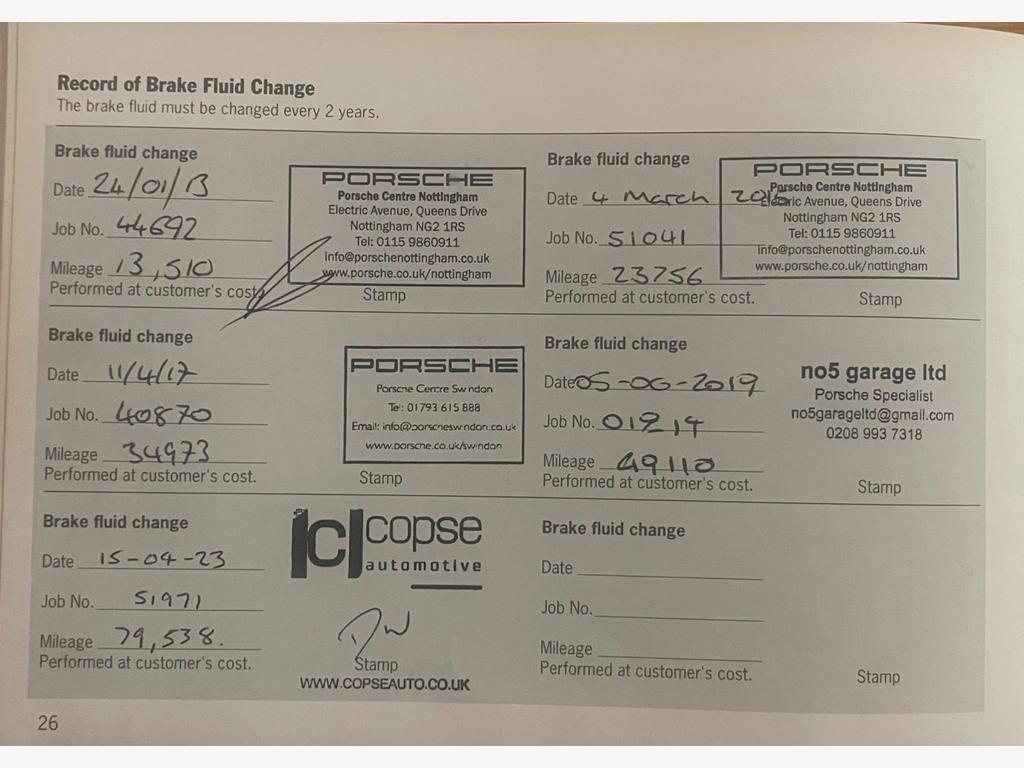 Record of Brake Fluid Change
The brake fluid must be changed every 2 years.
Brake fluid change
Date 24/01/13
Job No. 44692
Mileage 13,510
Performed at customer's cost.
PORSCHE
Porsche Centre Nottingham
Electric Avenue, Queens Drive
Nottingham NG2 1RS
Tel: 0115 9860911
info@porschenottingham.co.uk
www.porsche.co.uk/nottingham
Stamp
Brake fluid change
Date 4 March
Job No. 51041
Mileage 23756
Performed at customer's cost.
PORSCHE
Porsche Centre Nottingham
Electric Avenue, Queens Drive
Nottingham NG2 1RS
Tel: 0115 9860911
info@porschenottingham.co.uk
www.porsche.co.uk/nottingham
Stamp
Brake fluid change
Date 11/4/17
Job No. 40870
Mileage 34973
Performed at customer's cost.
PORSCHE
Porsche Centre Swindon
Tel: 01793 615 888
Email: info@porscheswindon.co.uk
www.porsche.co.uk/swindon
Stamp
Brake fluid change
Date 05-06-2019
Job No. 01214
Mileage 49110
Performed at customer's cost.
no5 garage ltd
Porsche Specialist
no5garageltd@gmail.com
0208 993 7318
Stamp
Brake fluid change
Date 15-04-23
Job No. 51971
Mileage 79,538.
Performed at customer's cost.
copse
automotive
Stamp
WWW.COPSEAUTO.CO.UK
Brake fluid change
Date
Job No.
Mileage
Performed at customer's cost.
Stamp
26